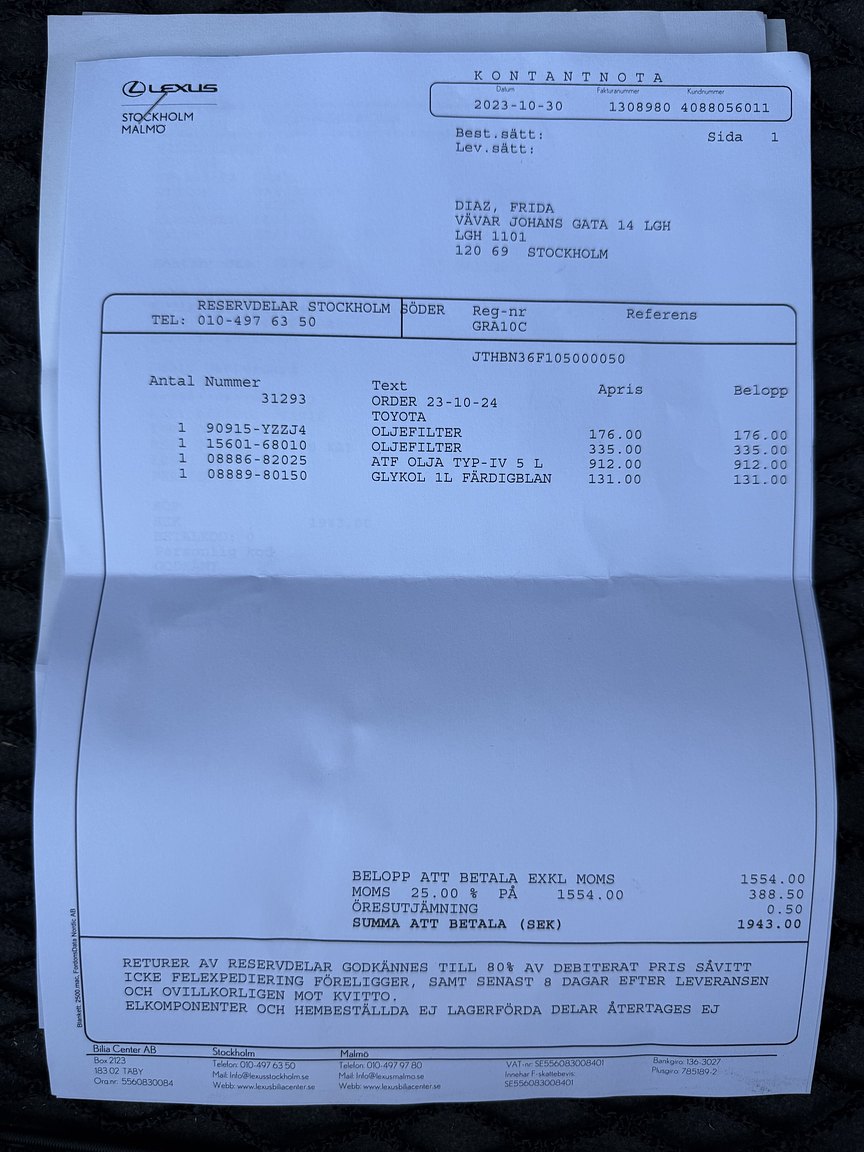 LEXUS
STOCKHOLM
MALMÖ
KONTANTNOTA
Datum Fakturanummer Kundnummer
2023-10-30 1308980 4088056011
Best.sätt: Sida 1
Lev.sätt:
DIAZ, FRIDA
VÄVAR JOHANS GATA 14 LGH
LGH 1101
120 69 STOCKHOLM
RESERVDELAR STOCKHOLM SÖDER Reg-nr Referens
TEL: 010-497 63 50 GRA10C
JTHBN36F105000050
Antal Nummer Text Apris Belopp
31293 ORDER 23-10-24
TOYOTA
1 90915-YZZJ4 OLJEFILTER 176.00 176.00
1 15601-68010 OLJEFILTER 335.00 335.00
1 08886-82025 ATF OLJA TYP-IV 5 L 912.00 912.00
1 08889-80150 GLYKOL 1L FÄRDIGBLAN 131.00 131.00
BELOPP ATT BETALA EXKL MOMS 1554.00
MOMS 25.00 % PÅ 1554.00 388.50
ÖRESUTJÄMNING 0.50
SUMMA ATT BETALA (SEK) 1943.00
RETURER AV RESERVDELAR GODKÄNNES TILL 80% AV DEBITERAT PRIS SÅVITT
ICKE FELEXPEDIERING FÖRELIGGER, SAMT SENAST 8 DAGAR EFTER LEVERANSEN
OCH OVILLKORLIGEN MOT KVITTO.
ELKOMPONENTER OCH HEMBESTÄLLDA EJ LAGERFÖRDA DELAR ÅTERTAGES EJ
Blankett: 2500 mac, FordonsData Nordic AB
Bilia Center AB Stockholm Malmö
Box 2123 Telefon: 010-497 63 50 Telefon: 010-497 97 80 VAT-nr: SE556083008401 Bankgiro: 136-3027
183 02 TÄBY Mail: Info@lexusstockholm.se Mail: Info@lexusmalmo.se Innehar F-skattebevis: Plusgiro: 785189-2
Org.nr: 5560830084 Webb: www.lexusbiliacenter.se Webb: www.lexusbiliacenter.se SE556083008401